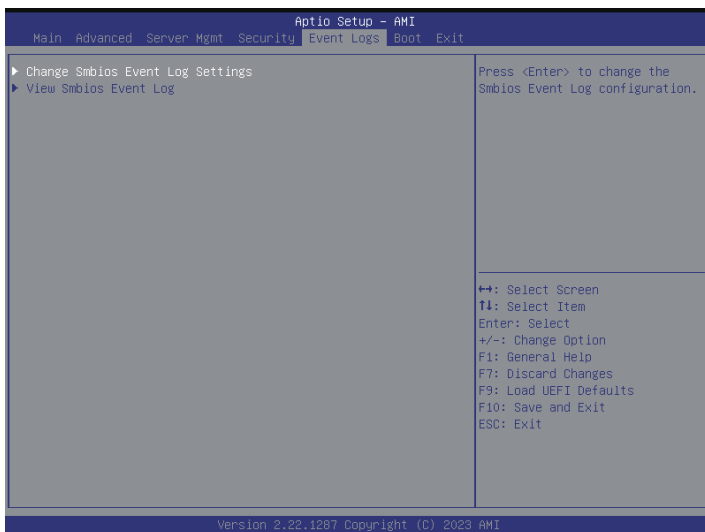 Aptio Setup – AMI
Main Advanced Server Mgmt Security Event Logs Boot Exit
▶ Change Smbios Event Log Settings
▶ View Smbios Event Log
Press <Enter> to change the
Smbios Event Log configuration.
↔: Select Screen
↑↓: Select Item
Enter: Select
+/-: Change Option
F1: General Help
F7: Discard Changes
F9: Load UEFI Defaults
F10: Save and Exit
ESC: Exit
Version 2.22.1287 Copyright (C) 2023 AMI